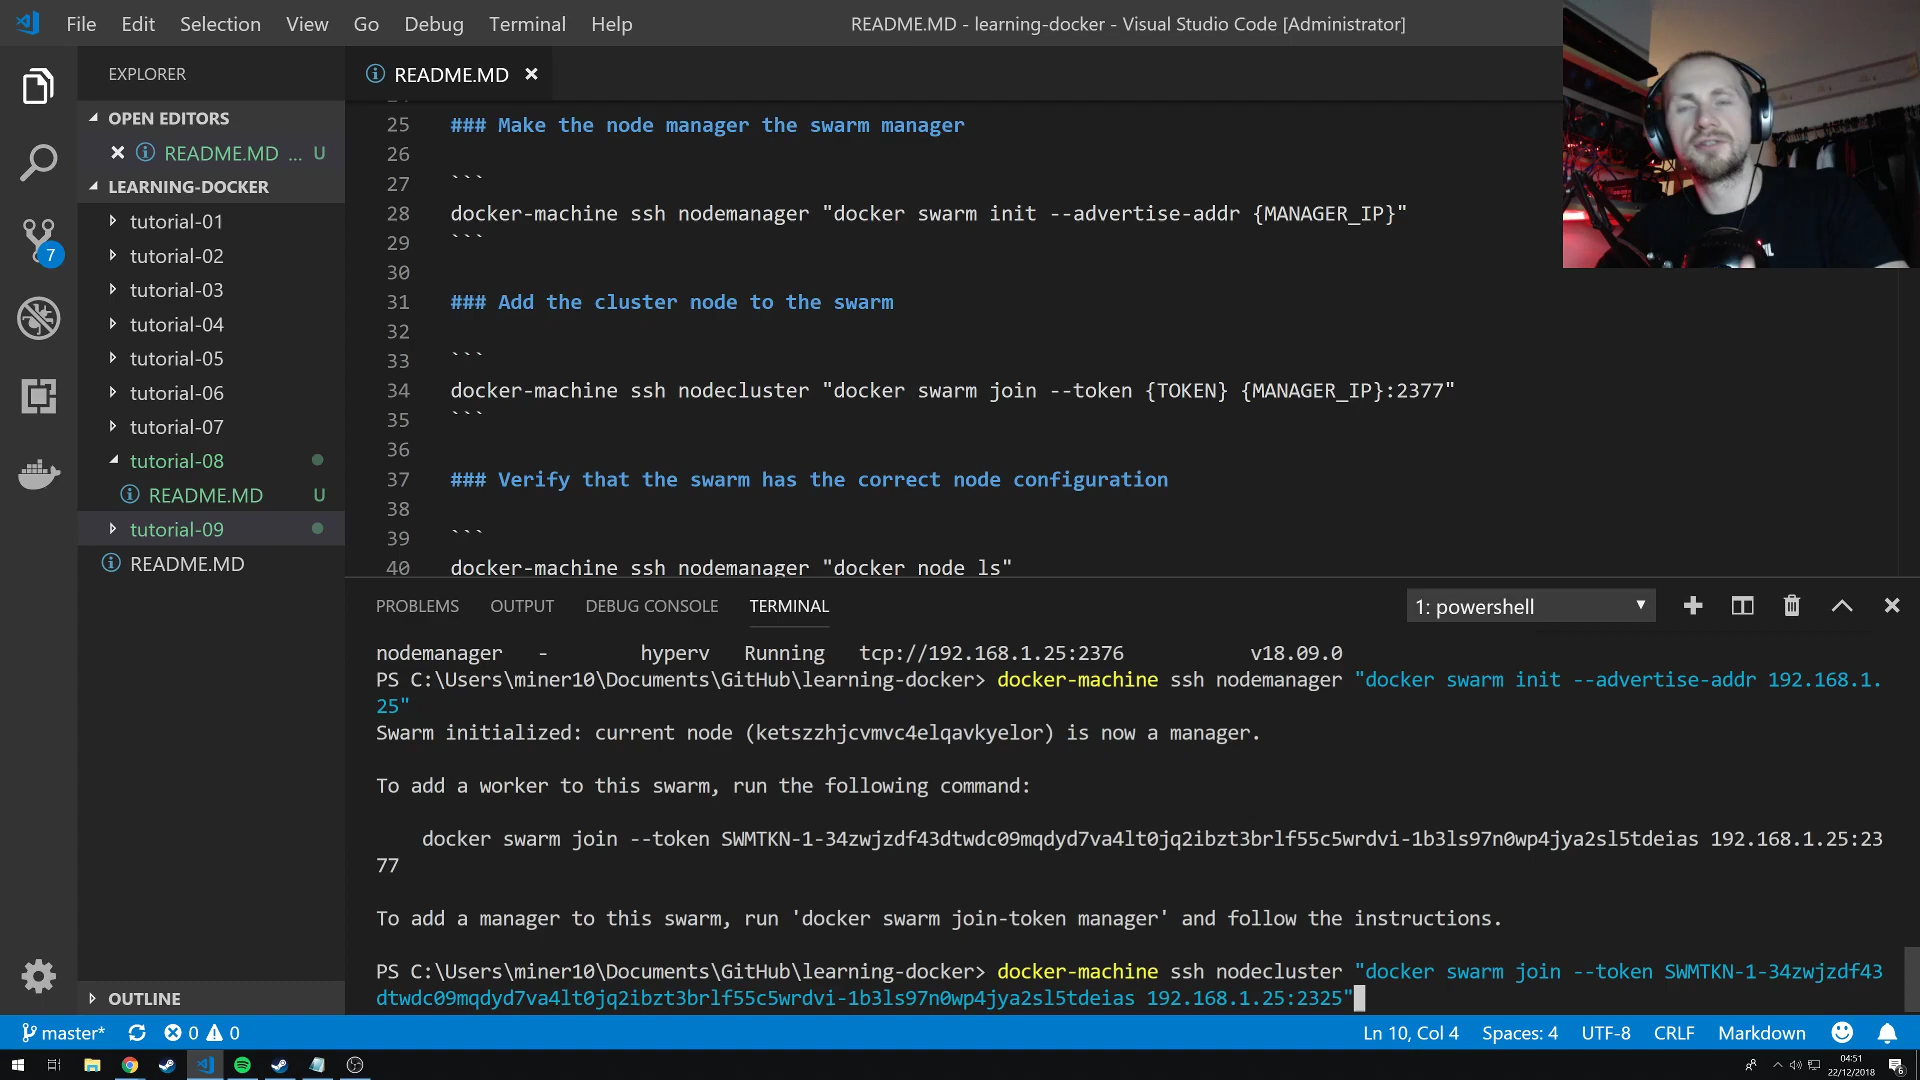 File Edit Selection View Go Debug Terminal Help
README.MD - learning-docker - Visual Studio Code [Administrator]
EXPLORER
README.MD
OPEN EDITORS
README.MD ... U
LEARNING-DOCKER
tutorial-01
tutorial-02
tutorial-03
tutorial-04
tutorial-05
tutorial-06
tutorial-07
tutorial-08
README.MD U
tutorial-09
README.MD
7
OUTLINE
25 ### Make the node manager the swarm manager
26
27 ```
28 docker-machine ssh nodemanager "docker swarm init --advertise-addr {MANAGER_IP}"
29 ```
30
31 ### Add the cluster node to the swarm
32
33 ```
34 docker-machine ssh nodecluster "docker swarm join --token {TOKEN} {MANAGER_IP}:2377"
35 ```
36
37 ### Verify that the swarm has the correct node configuration
38
39 ```
40 docker-machine ssh nodemanager "docker node ls"
PROBLEMS OUTPUT DEBUG CONSOLE TERMINAL
1: powershell
nodemanager - hyperv Running tcp://192.168.1.25:2376 v18.09.0
PS C:\Users\miner10\Documents\GitHub\learning-docker> docker-machine ssh nodemanager "docker swarm init --advertise-addr 192.168.1.
25"
Swarm initialized: current node (ketszzhjcvmvc4elqavkyelor) is now a manager.
To add a worker to this swarm, run the following command:
docker swarm join --token SWMTKN-1-34zwjzdf43dtwdc09mqdyd7va4lt0jq2ibzt3brlf55c5wrdvi-1b3ls97n0wp4jya2sl5tdeias 192.168.1.25:23
77
To add a manager to this swarm, run 'docker swarm join-token manager' and follow the instructions.
PS C:\Users\miner10\Documents\GitHub\learning-docker> docker-machine ssh nodecluster "docker swarm join --token SWMTKN-1-34zwjzdf43
dtwdc09mqdyd7va4lt0jq2ibzt3brlf55c5wrdvi-1b3ls97n0wp4jya2sl5tdeias 192.168.1.25:2325"
master* 0 0
Ln 10, Col 4 Spaces: 4 UTF-8 CRLF Markdown
04:51
22/12/2018
6